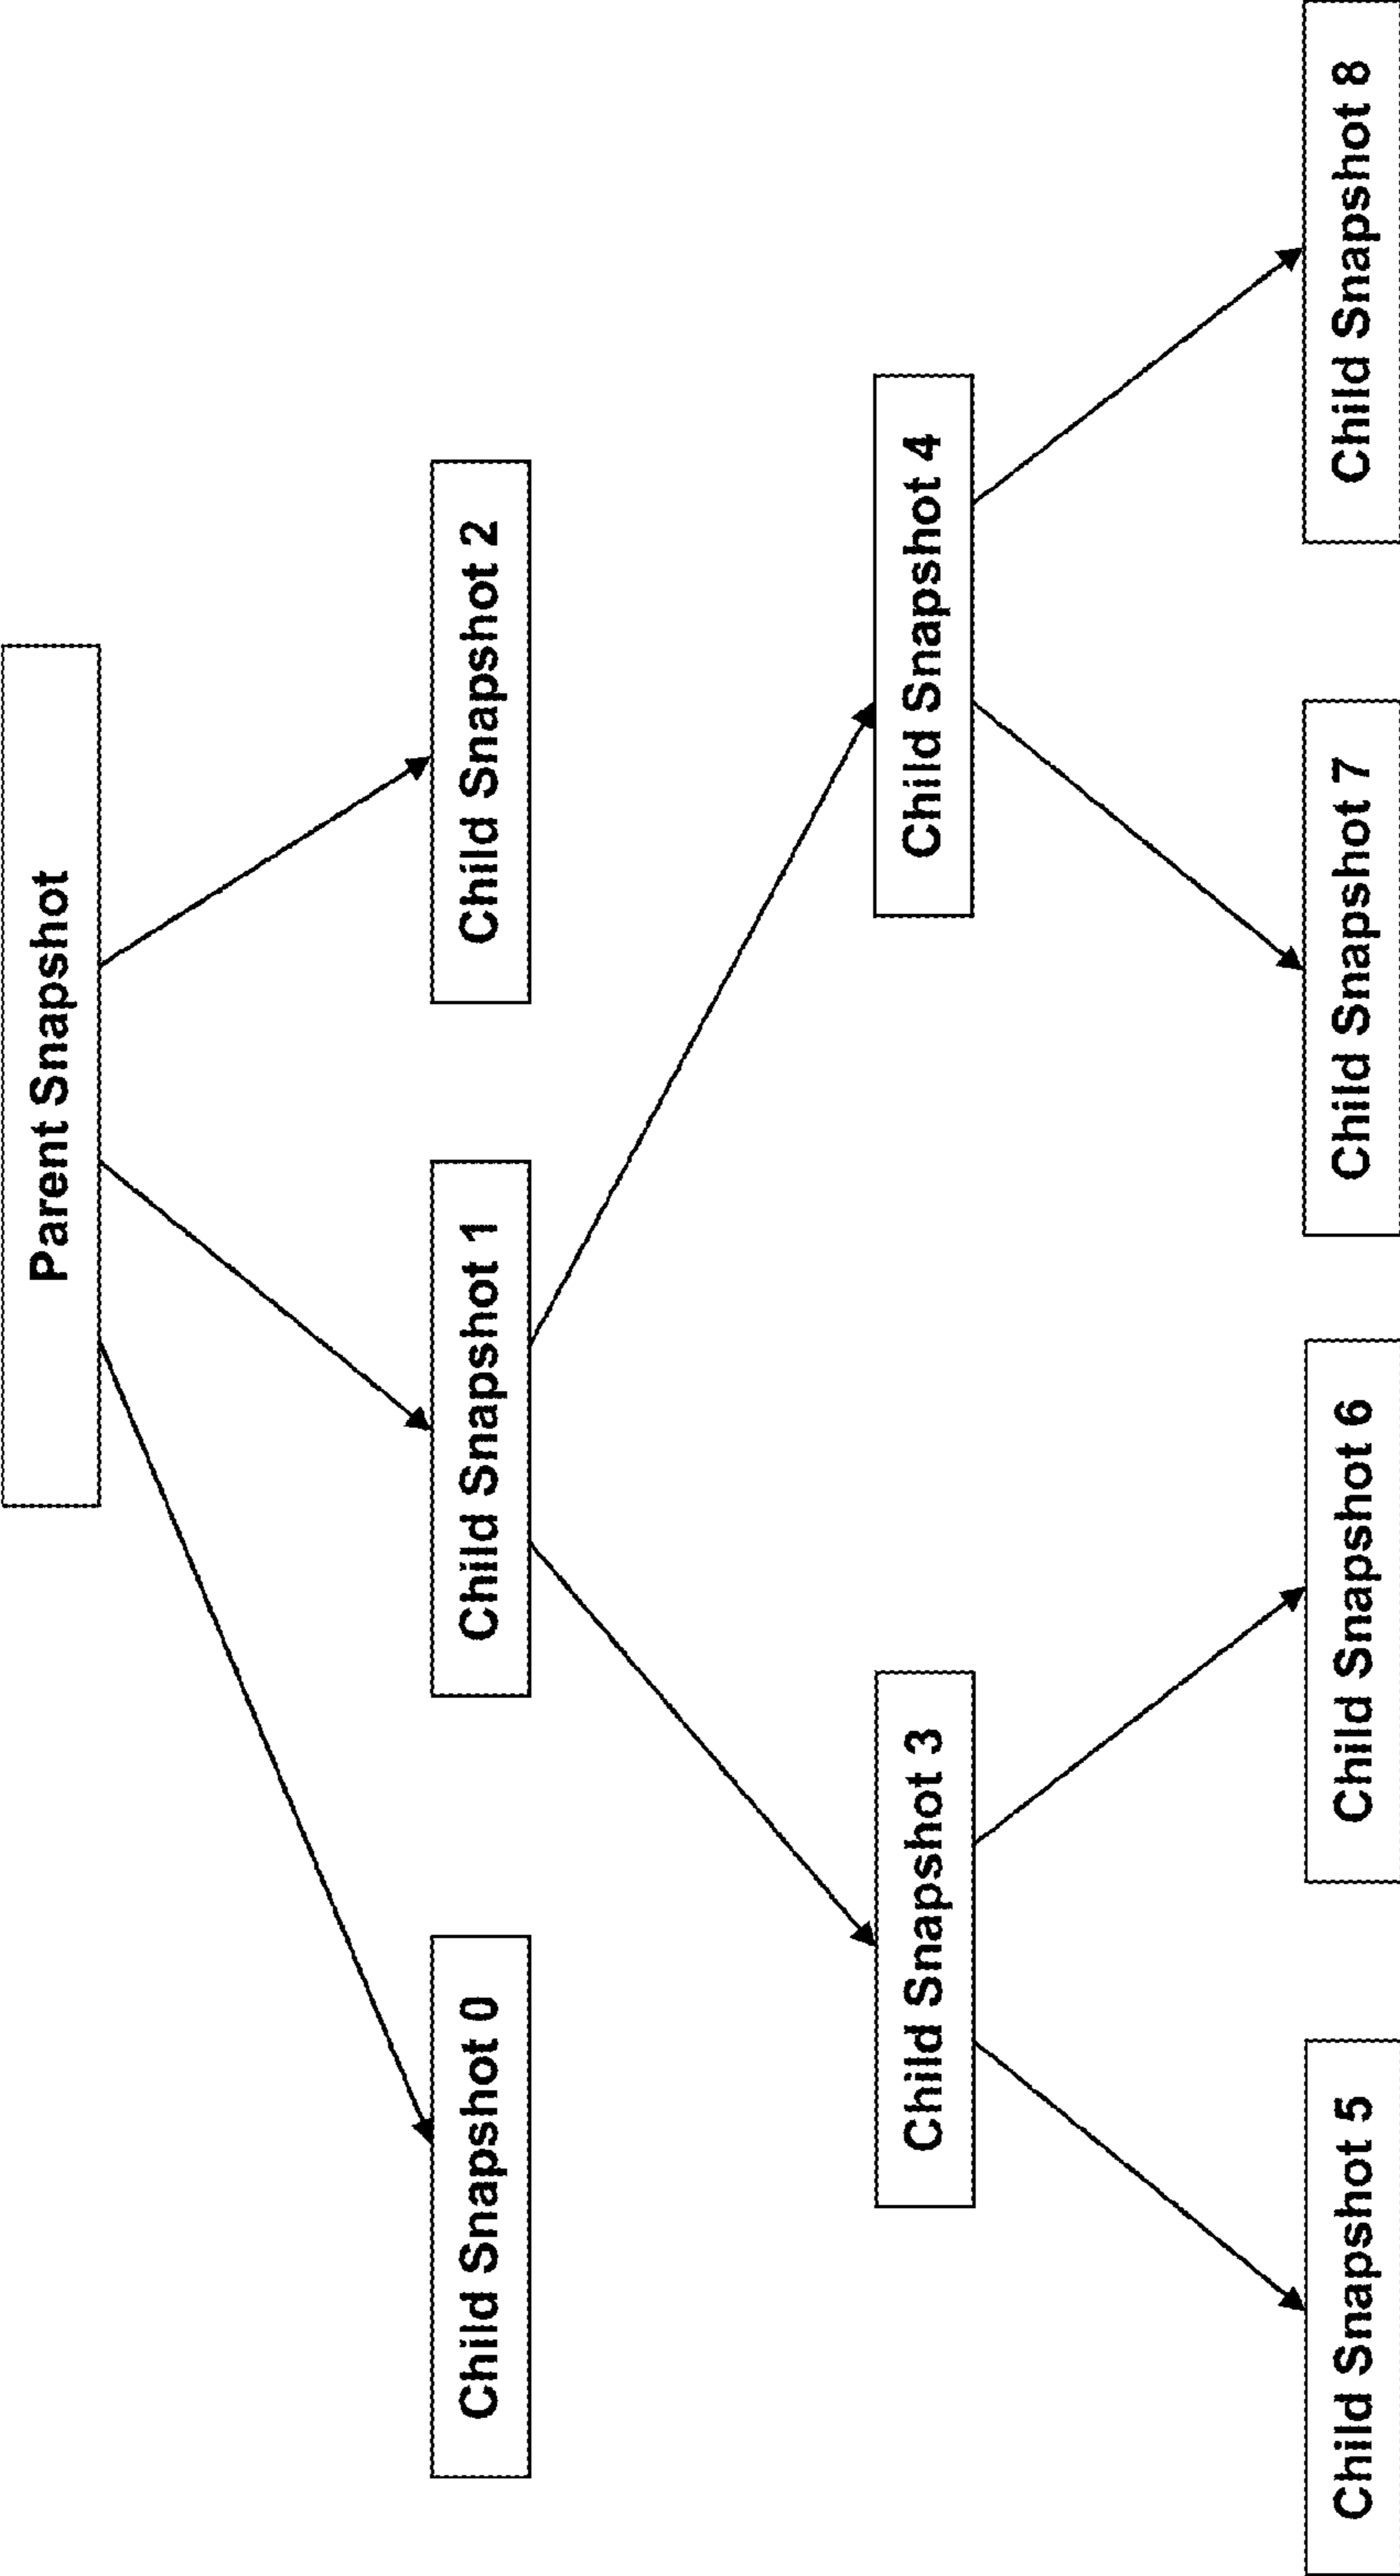 Parent Snapshot
Child Snapshot 0
Child Snapshot 1
Child Snapshot 2
Child Snapshot 3
Child Snapshot 4
Child Snapshot 5
Child Snapshot 6
Child Snapshot 7
Child Snapshot 8